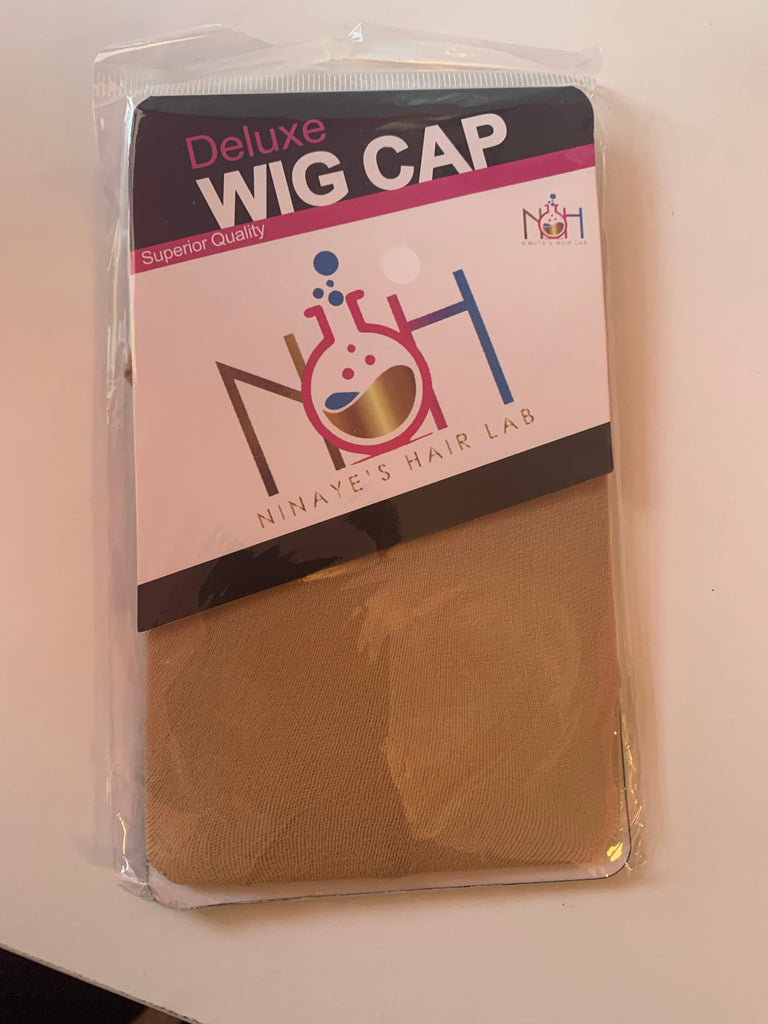 Deluxe
WIG CAP
Superior Quality
NH
NINAYE'S HAIR LAB
NH
NINAYE'S HAIR LAB